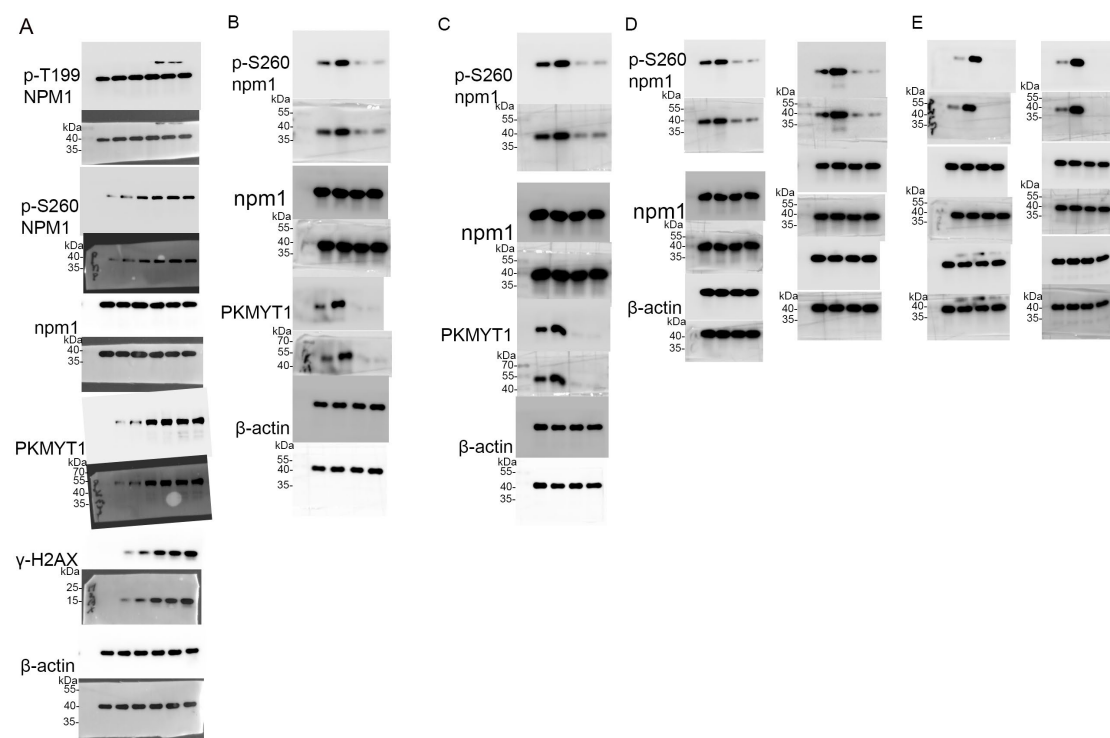 A
p-T199
NPM1
kDa
40-
35-
p-S260
NPM1
kDa
40-
35-
npm1
kDa
40-
35-
PKMYT1
kDa
70-
55-
40-
35-
γ-H2AX
kDa
25-
15-
β-actin
kDa
55-
40-
35-
B
p-S260
npm1
kDa
55-
40-
35-
npm1
kDa
55-
40-
35-
PKMYT1
kDa
70-
55-
40-
β-actin
kDa
55-
40-
35-
C
p-S260
npm1
kDa
55-
40-
35-
npm1
kDa
55-
40-
35-
PKMYT1
kDa
70-
55-
40-
β-actin
kDa
55-
40-
35-
D
p-S260
npm1
kDa
55-
40-
35-
npm1
kDa
55-
40-
35-
β-actin
kDa
40-
35-
kDa
55-
40-
35-
kDa
55-
40-
35-
kDa
40-
35-
E
kDa
55-
40-
35-
kDa
55-
40-
35-
kDa
40-
35-
kDa
55-
40-
35-
kDa
55-
40-
35-
kDa
40-
35-